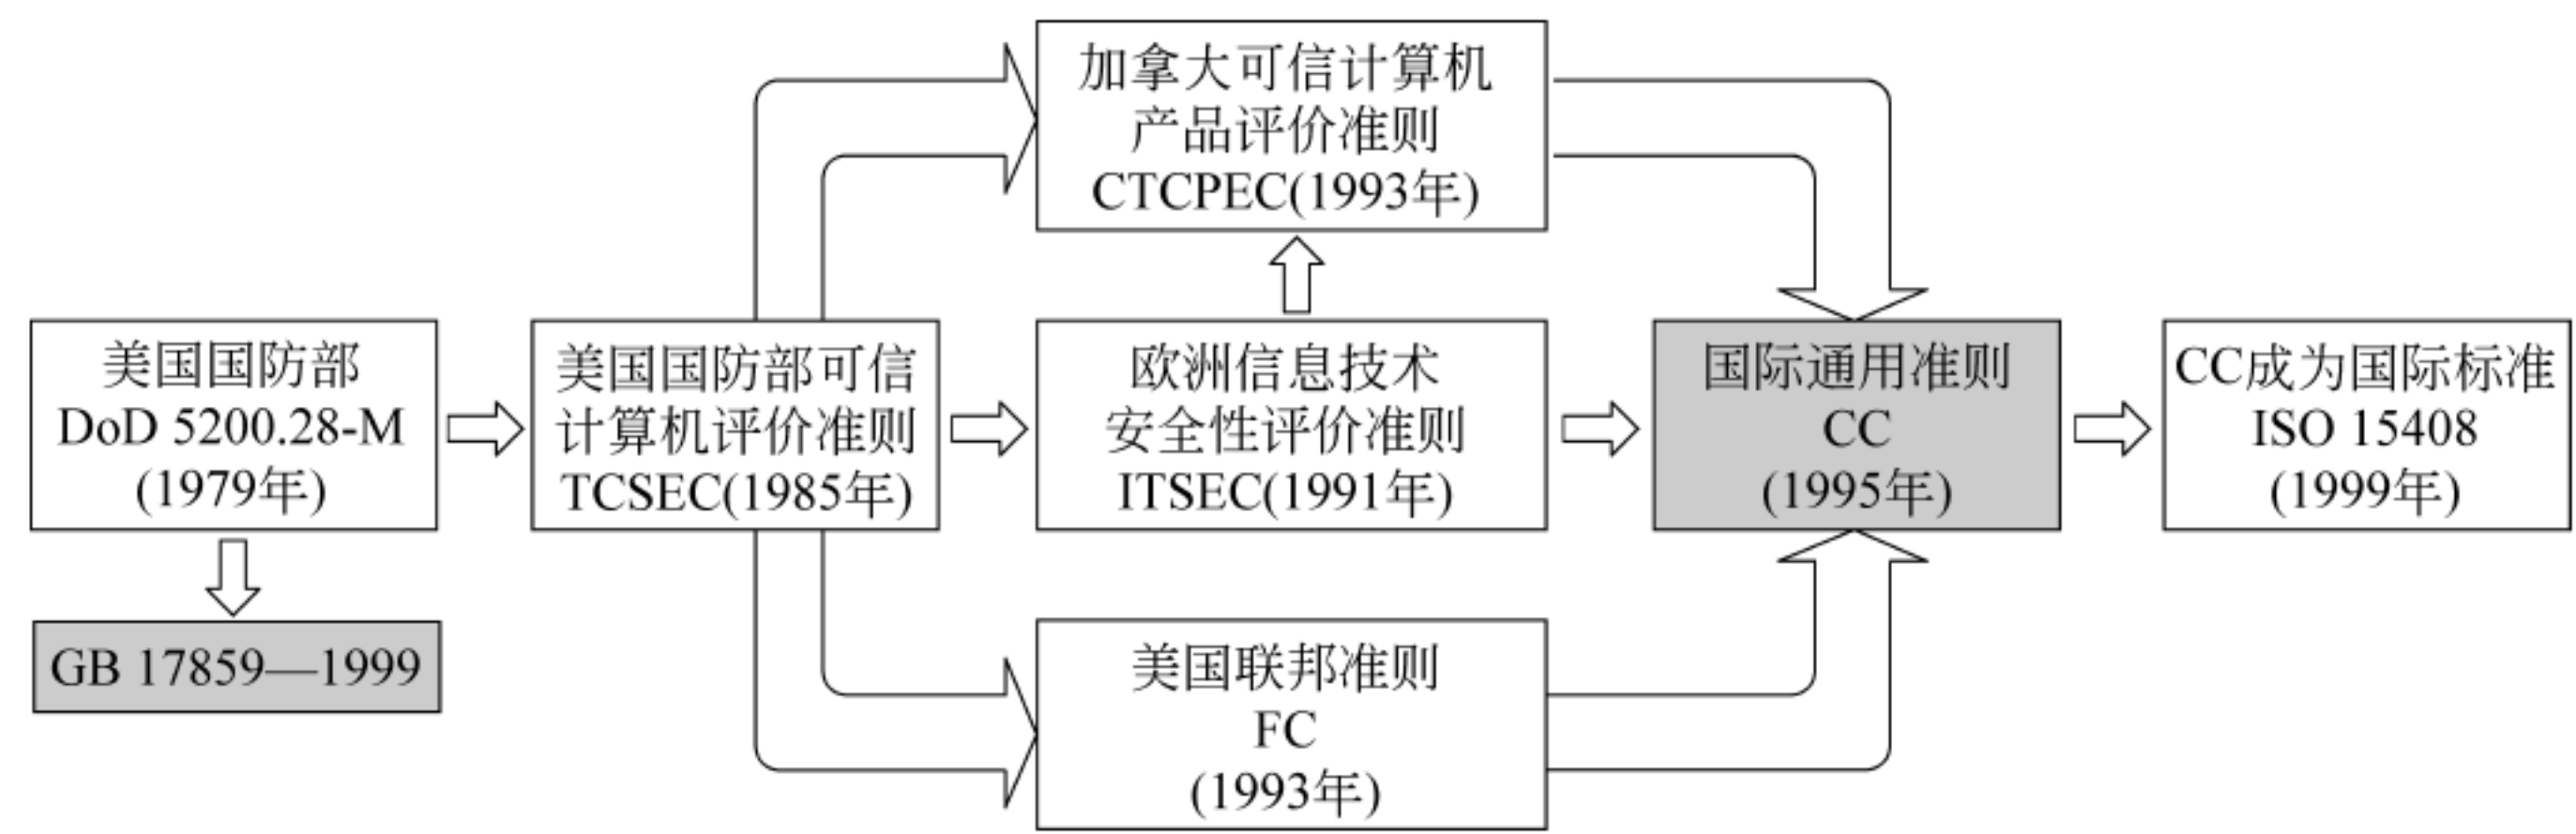 美国国防部
DoD 5200.28-M
(1979年)
GB 17859—1999
美国国防部可信
计算机评价准则
TCSEC(1985年)
加拿大可信计算机
产品评价准则
CTCPEC(1993年)
欧洲信息技术
安全性评价准则
ITSEC(1991年)
美国联邦准则
FC
(1993年)
国际通用准则
CC
(1995年)
CC成为国际标准
ISO 15408
(1999年)